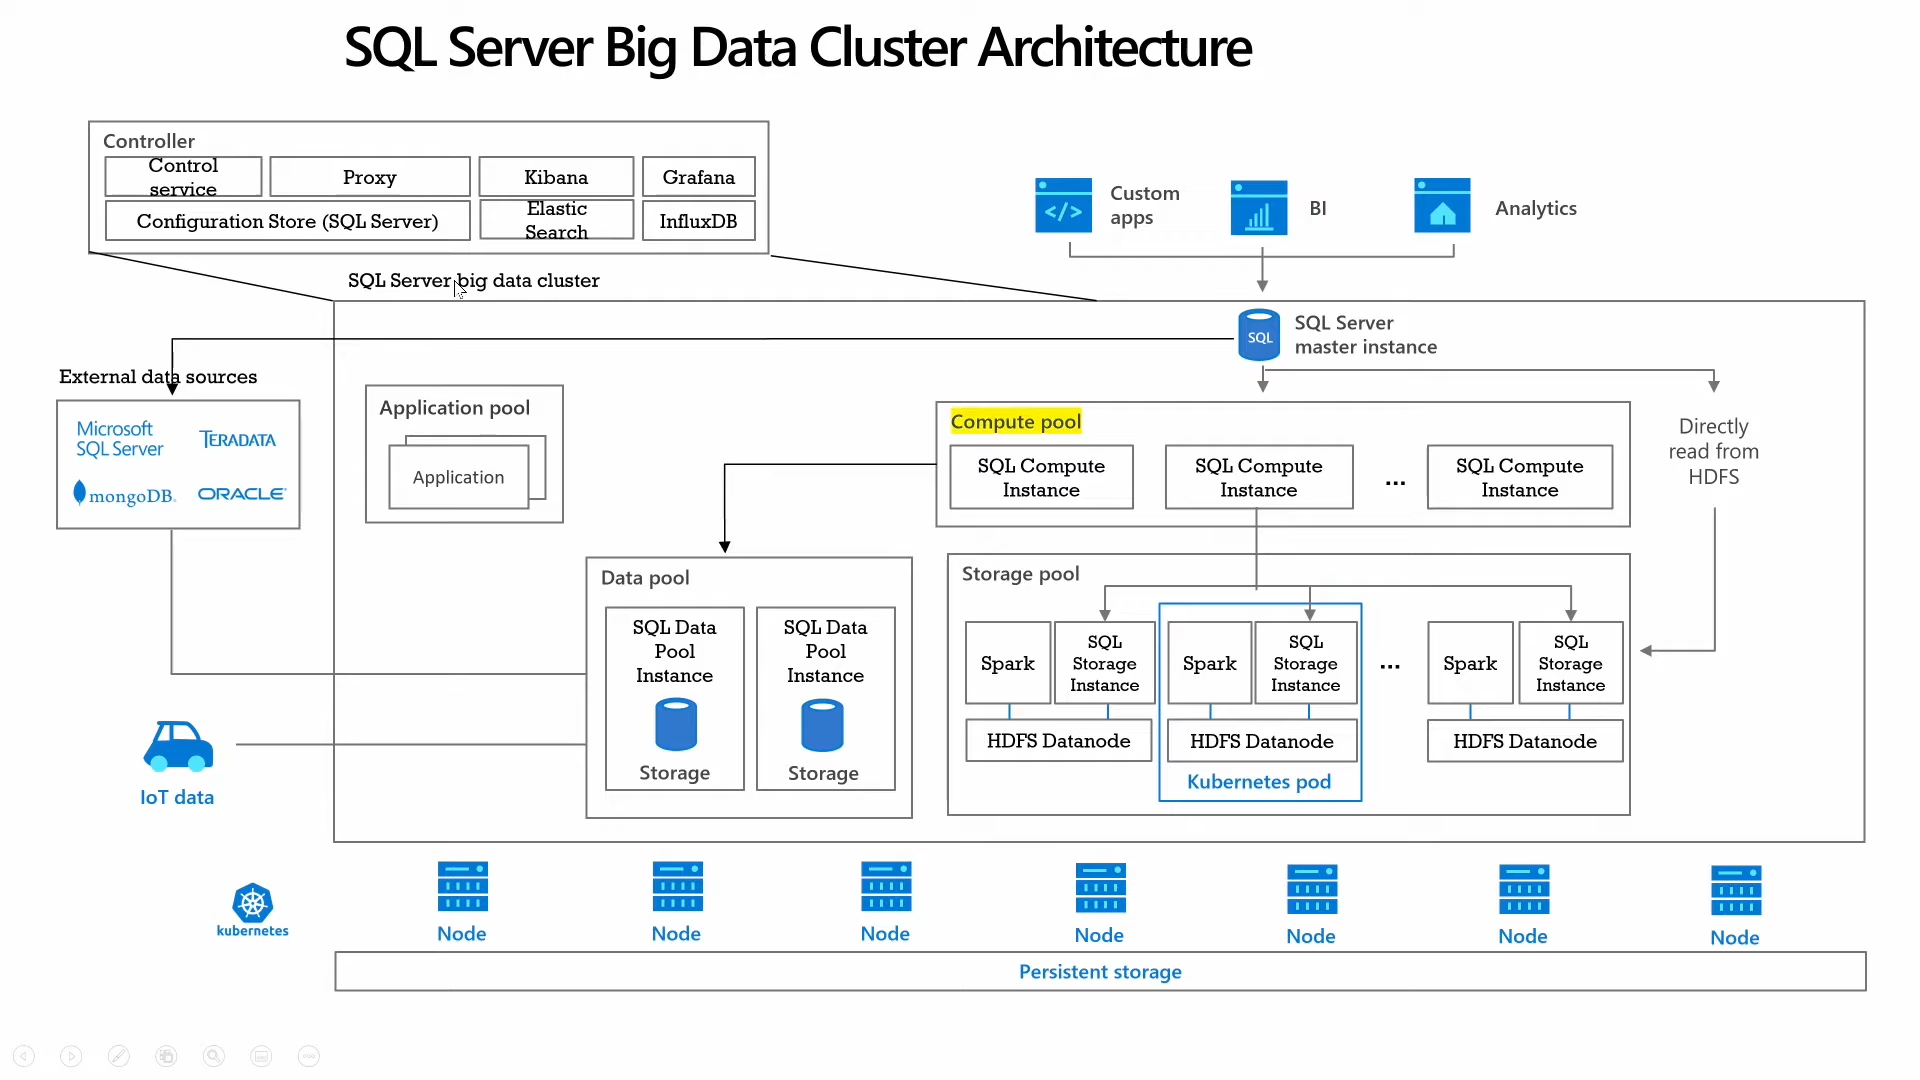 SQL Server Big Data Cluster Architecture
Controller
Control
service
Proxy
Kibana
Grafana
Configuration Store (SQL Server)
Elastic
Search
InfluxDB
Custom
apps
BI
Analytics
SQL Server big data cluster
SQL
SQL Server
master instance
External data sources
Microsoft
SQL Server
TERADATA
mongoDB
ORACLE
Application pool
Application
Compute pool
SQL Compute
Instance
SQL Compute
Instance
...
SQL Compute
Instance
Directly
read from
HDFS
Data pool
SQL Data
Pool
Instance
Storage
SQL Data
Pool
Instance
Storage
Storage pool
Spark
SQL
Storage
Instance
HDFS Datanode
Spark
SQL
Storage
Instance
HDFS Datanode
Kubernetes pod
...
Spark
SQL
Storage
Instance
HDFS Datanode
IoT data
kubernetes
Node
Node
Node
Node
Node
Node
Node
Persistent storage